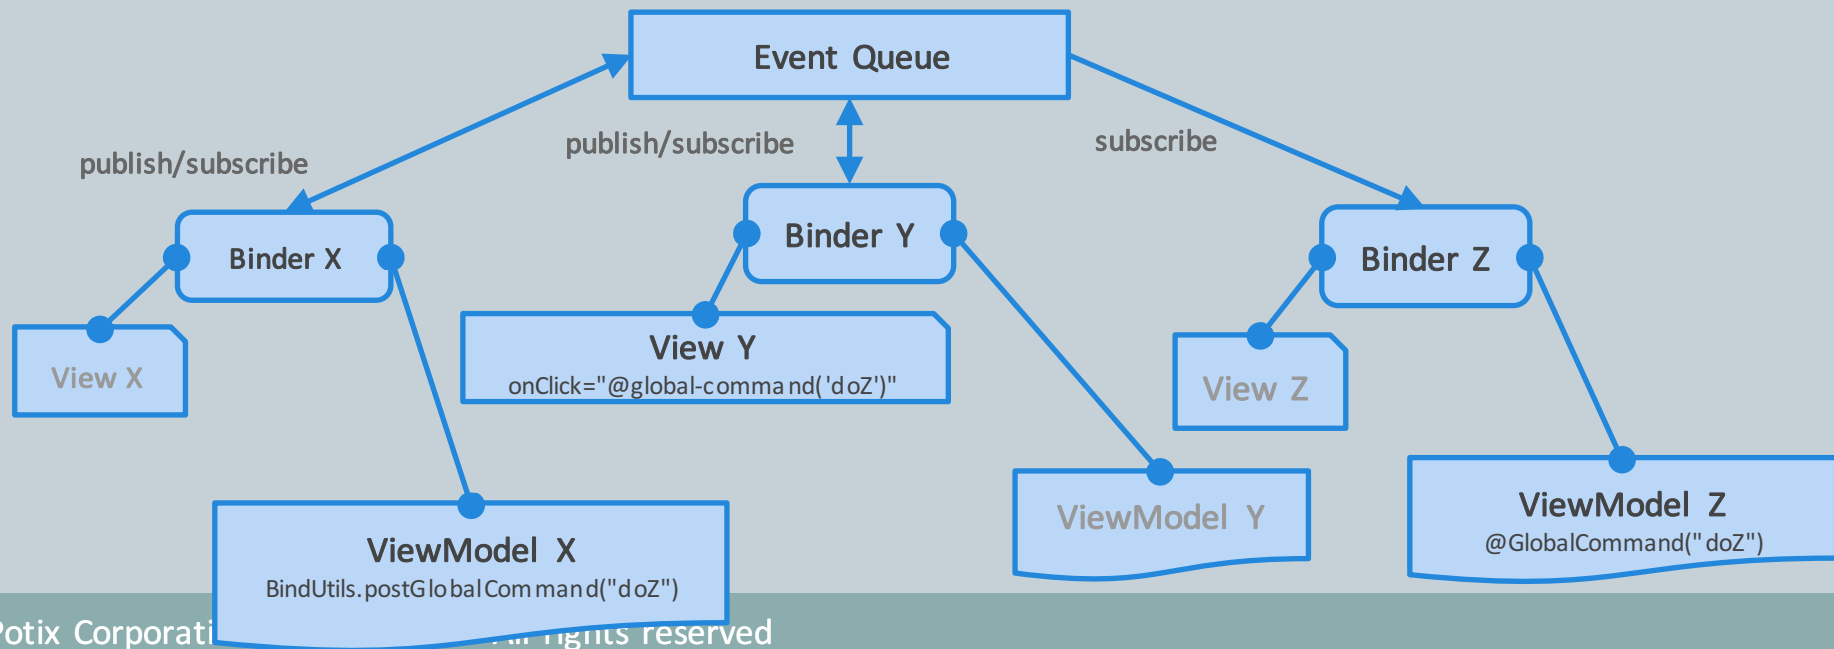 Event Queue
publish/subscribe
publish/subscribe
subscribe
Binder X
Binder Y
Binder Z
View X
View Y
onClick="@global-command('doZ')"
View Z
ViewModel X
BindUtils.postGlobalCommand("doZ")
ViewModel Y
ViewModel Z
@GlobalCommand("doZ")
Potix rights reserved